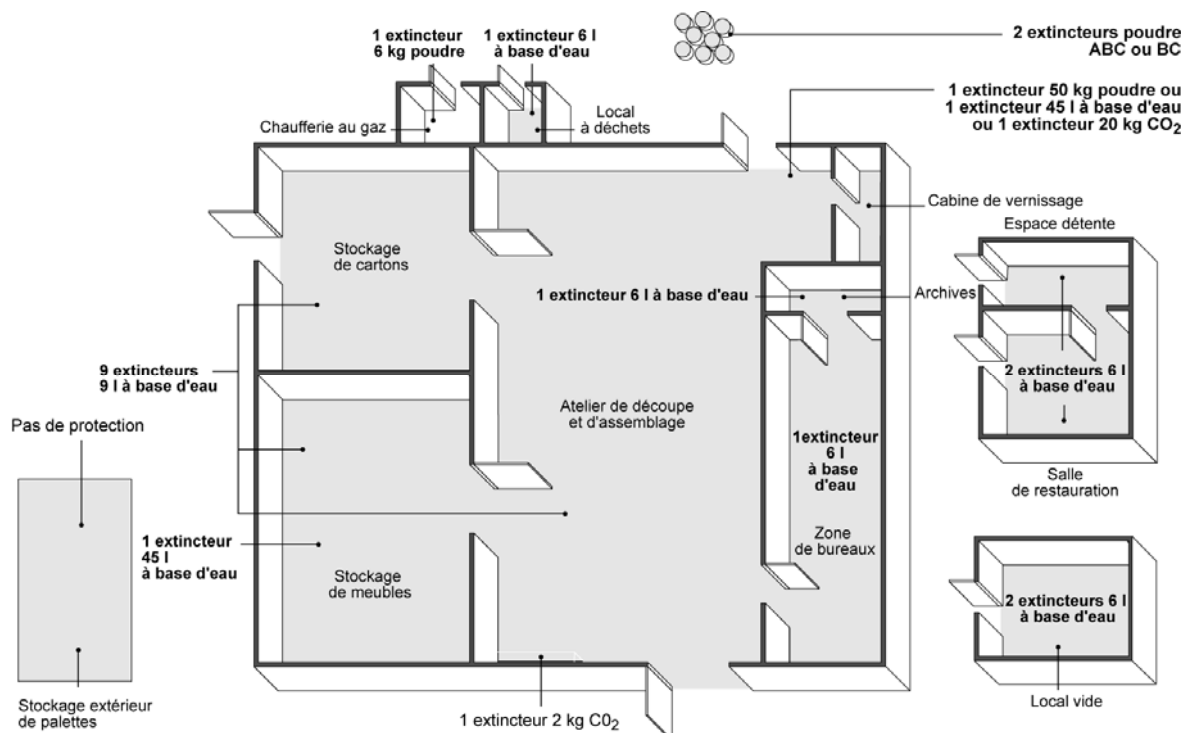 1 extincteur
6 kg poudre
1 extincteur 6 l
à base d'eau
2 extincteurs poudre
ABC ou BC
1 extincteur 50 kg poudre ou
1 extincteur 45 l à base d'eau
ou 1 extincteur 20 kg CO2
Chaufferie au gaz
Local
à déchets
Cabine de vernissage
Espace détente
Stockage
de cartons
1 extincteur 6 l à base d'eau
Archives
9 extincteurs
9 l à base d'eau
2 extincteurs 6 l
à base d'eau
Atelier de découpe
et d'assemblage
Pas de protection
1extincteur
6 l
à base
d'eau
Salle
de restauration
1 extincteur
45 l
à base d'eau
Zone
de bureaux
Stockage
de meubles
2 extincteurs 6 l
à base d'eau
Stockage extérieur
de palettes
1 extincteur 2 kg C02
Local vide